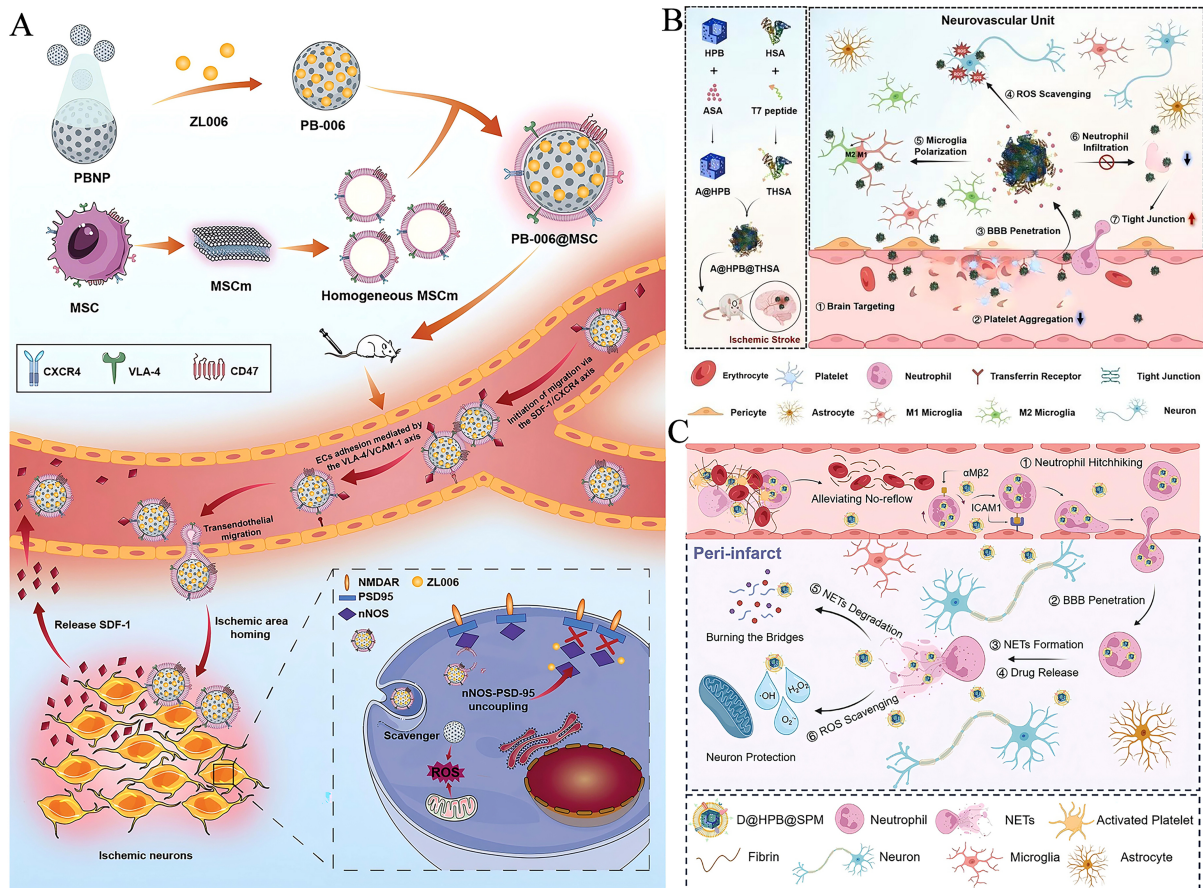 A
ZL006
PB-006
PBNP
PB-006@MSC
MSC
MSCm
Homogeneous MSCm
CXCR4
VLA-4
CD47
Initiation of migration via
the SDF-1/CXCR4 axis
ECs adhesion mediated by
the VLA-4/VCAM-1 axis
Transendothelial
migration
Release SDF-1
Ischemic area
homing
Ischemic neurons
NMDAR
ZL006
PSD95
nNOS
nNOS-PSD-95
uncoupling
Scavenger
ROS
B
HPB
HSA
+
+
ASA
T7 peptide
A@HPB
THSA
A@HPB@THSA
Ischemic Stroke
Neurovascular Unit
ROS
ROS
ROS
④ ROS Scavenging
⑤ Microglia
Polarization
M2 M1
⑥ Neutrophil
Infiltration
⑦ Tight Junction
③ BBB Penetration
① Brain Targeting
② Platelet Aggregation
Erythrocyte
Platelet
Neutrophil
Transferrin Receptor
Tight Junction
Pericyte
Astrocyte
M1 Microglia
M2 Microglia
Neuron
C
Alleviating No-reflow
αMβ2
ICAM1
① Neutrophil Hitchhiking
Peri-infarct
② BBB Penetration
③ NETs Formation
④ Drug Release
⑤ NETs Degradation
Burning the Bridges
⑥ ROS Scavenging
·OH
H2O2
O2-
Neuron Protection
D@HPB@SPM
Neutrophil
NETs
Activated Platelet
Fibrin
Neuron
Microglia
Astrocyte